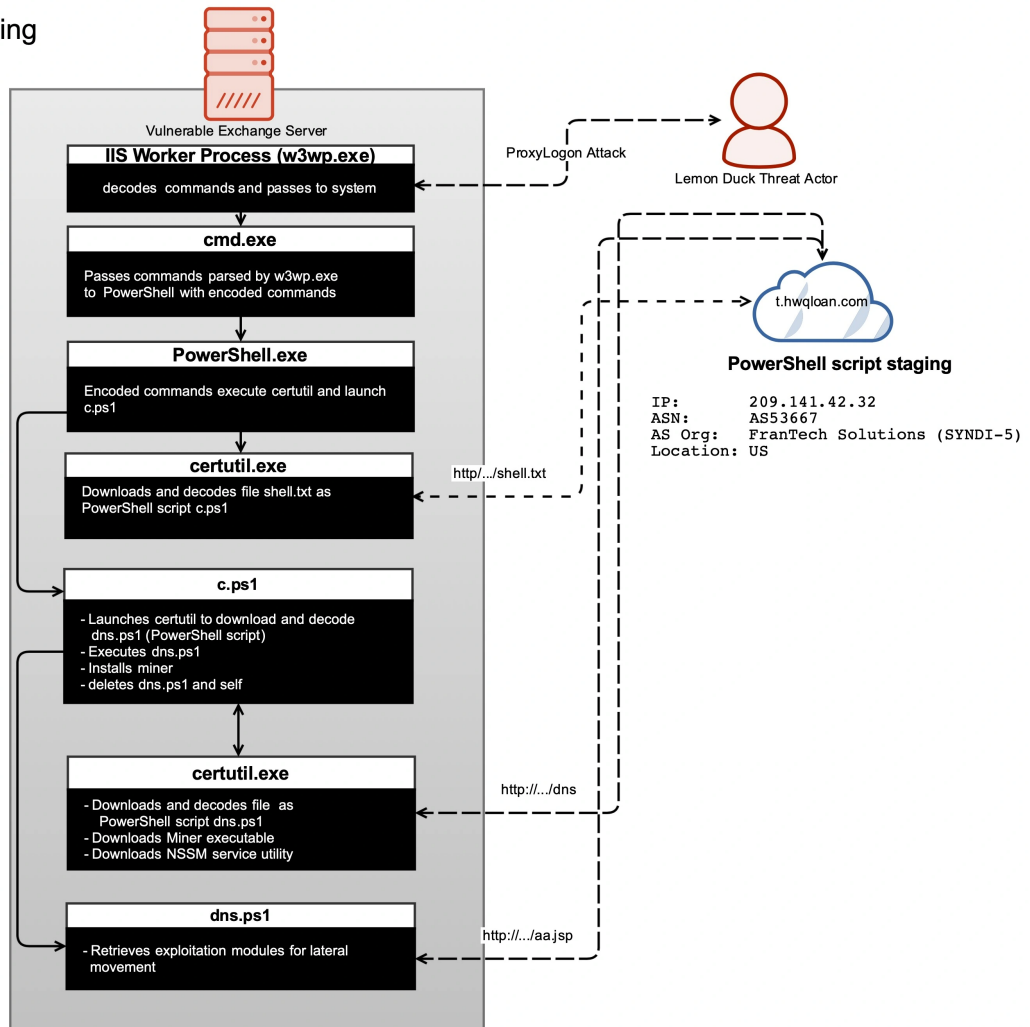 ing
Vulnerable Exchange Server
IIS Worker Process (w3wp.exe)
decodes commands and passes to system
cmd.exe
Passes commands parsed by w3wp.exe
to PowerShell with encoded commands
PowerShell.exe
Encoded commands execute certutil and launch
c.ps1
certutil.exe
Downloads and decodes file shell.txt as
PowerShell script c.ps1
c.ps1
- Launches certutil to download and decode
dns.ps1 (PowerShell script)
- Executes dns.ps1
- Installs miner
- deletes dns.ps1 and self
certutil.exe
- Downloads and decodes file as
PowerShell script dns.ps1
- Downloads Miner executable
- Downloads NSSM service utility
dns.ps1
- Retrieves exploitation modules for lateral
movement
ProxyLogon Attack
Lemon Duck Threat Actor
t.hwqloan.com
PowerShell script staging
IP: 209.141.42.32
ASN: AS53667
AS Org: FranTech Solutions (SYNDI-5)
Location: US
http/.../shell.txt
http://.../dns
http://.../aa.jsp